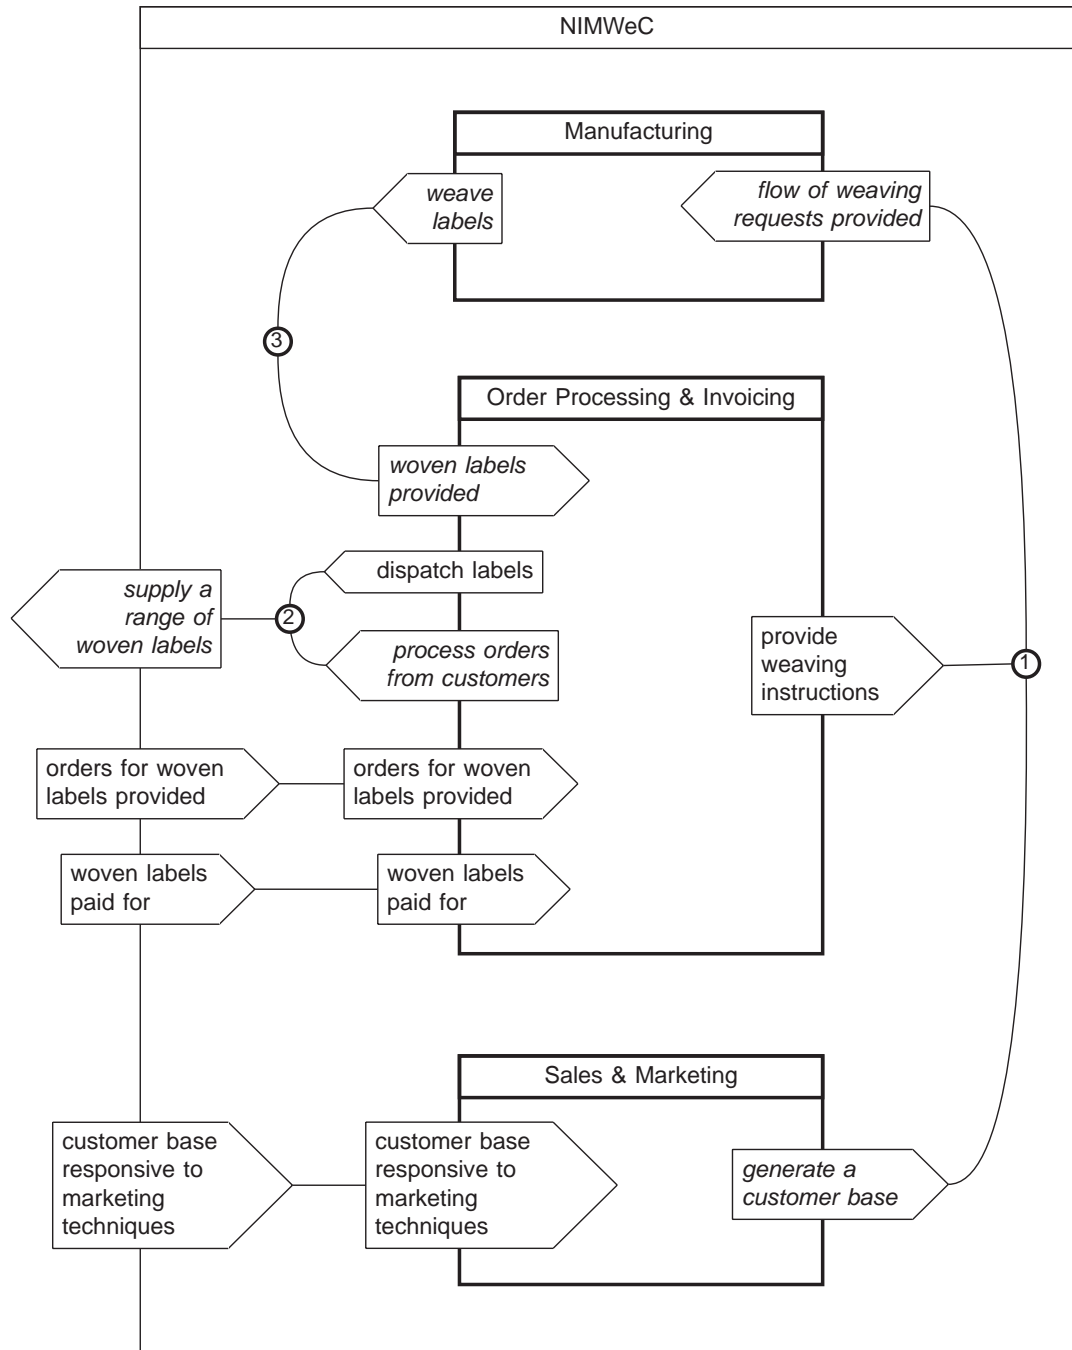 NIMWeC
Manufacturing
weave
labels
flow of weaving
requests provided
3
Order Processing & Invoicing
woven labels
provided
dispatch labels
supply a
range of
woven labels
2
process orders
from customers
provide
weaving
instructions
1
orders for woven
labels provided
orders for woven
labels provided
woven labels
paid for
woven labels
paid for
Sales & Marketing
customer base
responsive to
marketing
techniques
customer base
responsive to
marketing
techniques
generate a
customer base